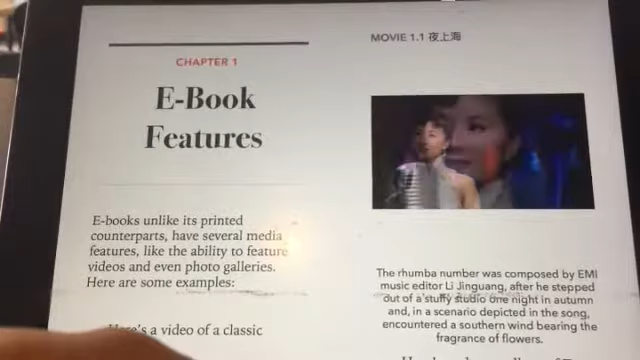 CHAPTER 1
E-Book
Features
E-books unlike its printed
counterparts, have several media
features, like the ability to feature
videos and even photo galleries.
Here are some examples:
Here's a video of a classic
MOVIE 1.1 夜上海
The rhumba number was composed by EMI
music editor Li Jinguang, after he stepped
out of a stuffy studio one night in autumn
and, in a scenario depicted in the song,
encountered a southern wind bearing the
fragrance of flowers.